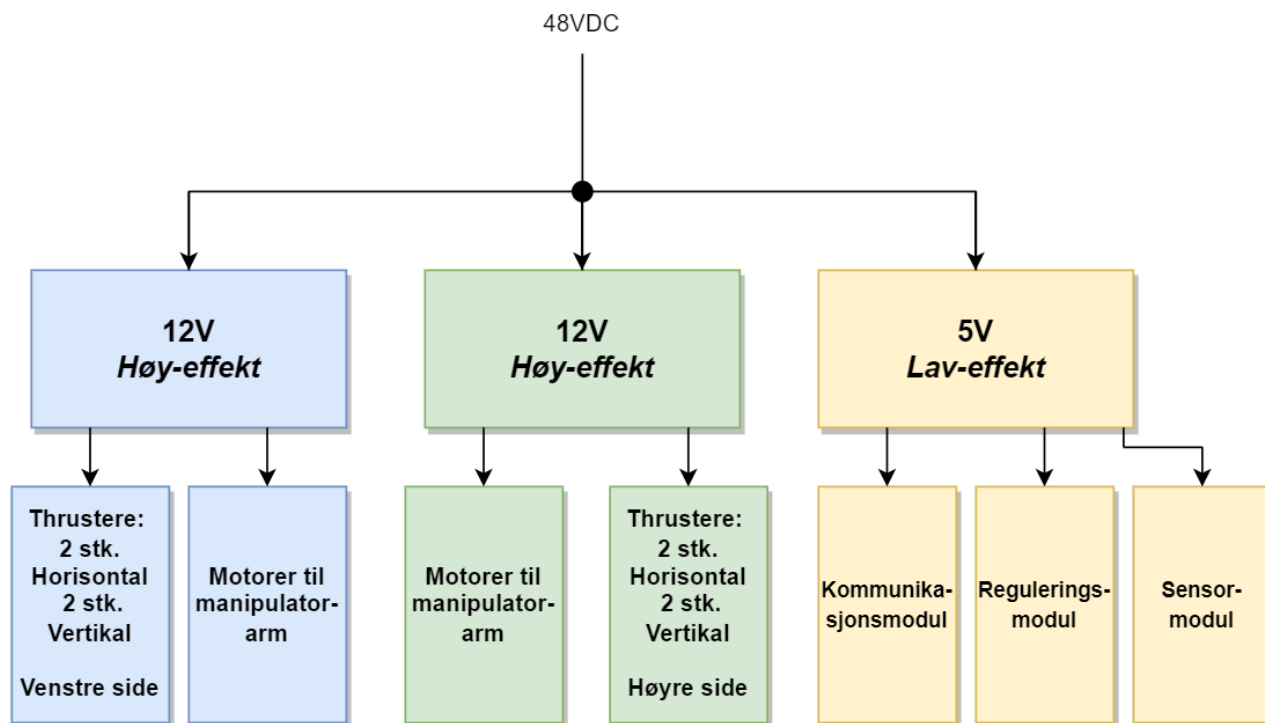 48VDC
12V
Høy-effekt
12V
Høy-effekt
5V
Lav-effekt
Thrustere:
2 stk.
Horisontal
2 stk.
Vertikal
Venstre side
Motorer til
manipulator-
arm
Motorer til
manipulator-
arm
Thrustere:
2 stk.
Horisontal
2 stk.
Vertikal
Høyre side
Kommunika-
sjonsmodul
Regulerings-
modul
Sensor-
modul